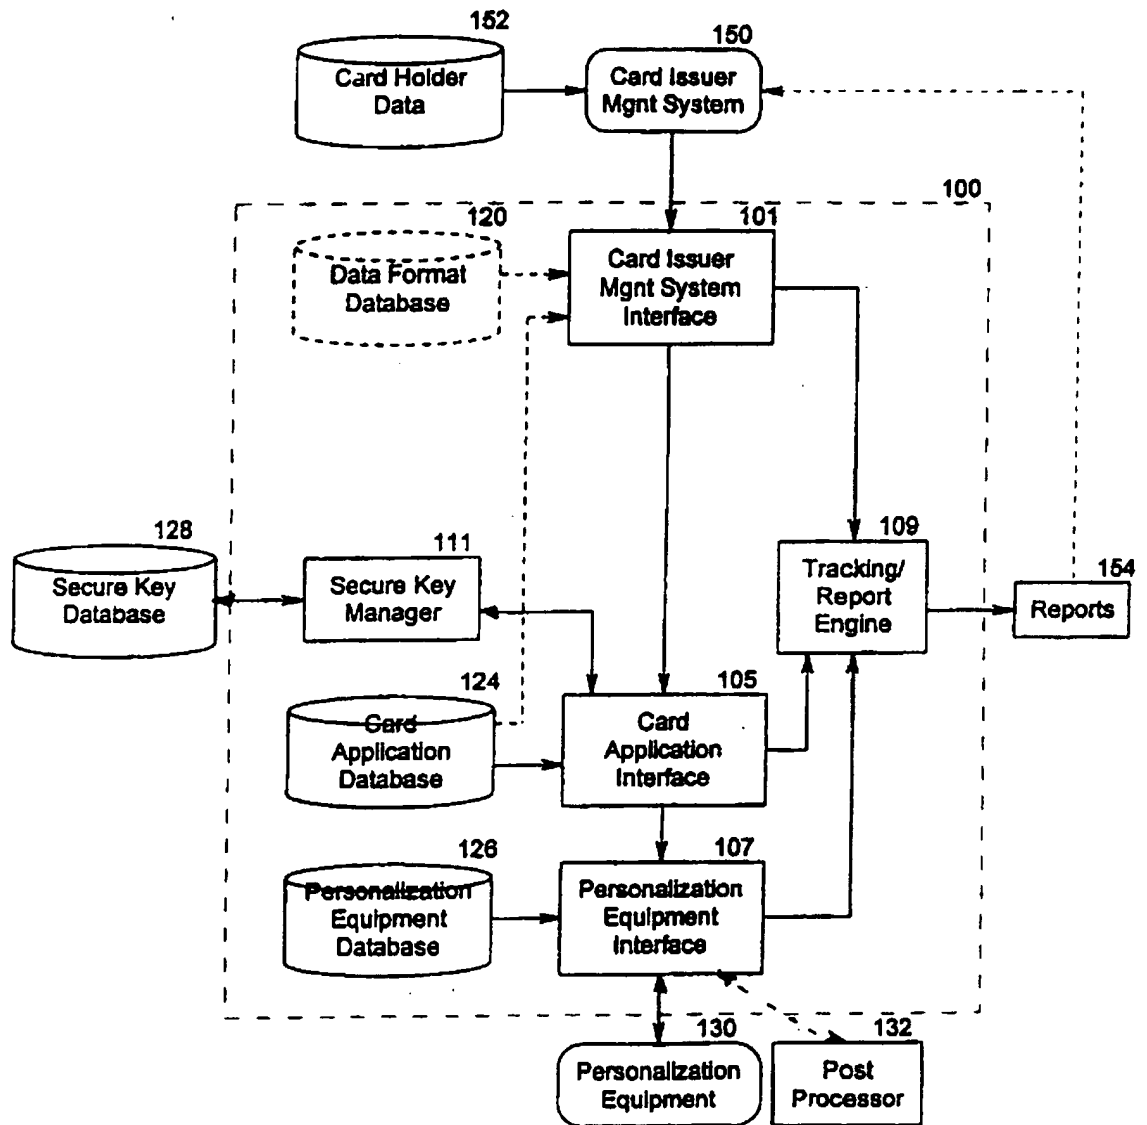 152
Card Holder
Data
150
Card Issuer
Mgnt System
100
120
Data Format
Database
101
Card Issuer
Mgnt System
Interface
128
Secure Key
Database
111
Secure Key
Manager
109
Tracking/
Report
Engine
154
Reports
124
Card
Application
Database
105
Card
Application
Interface
126
Personalization
Equipment
Database
107
Personalization
Equipment
Interface
130
Personalization
Equipment
132
Post
Processor